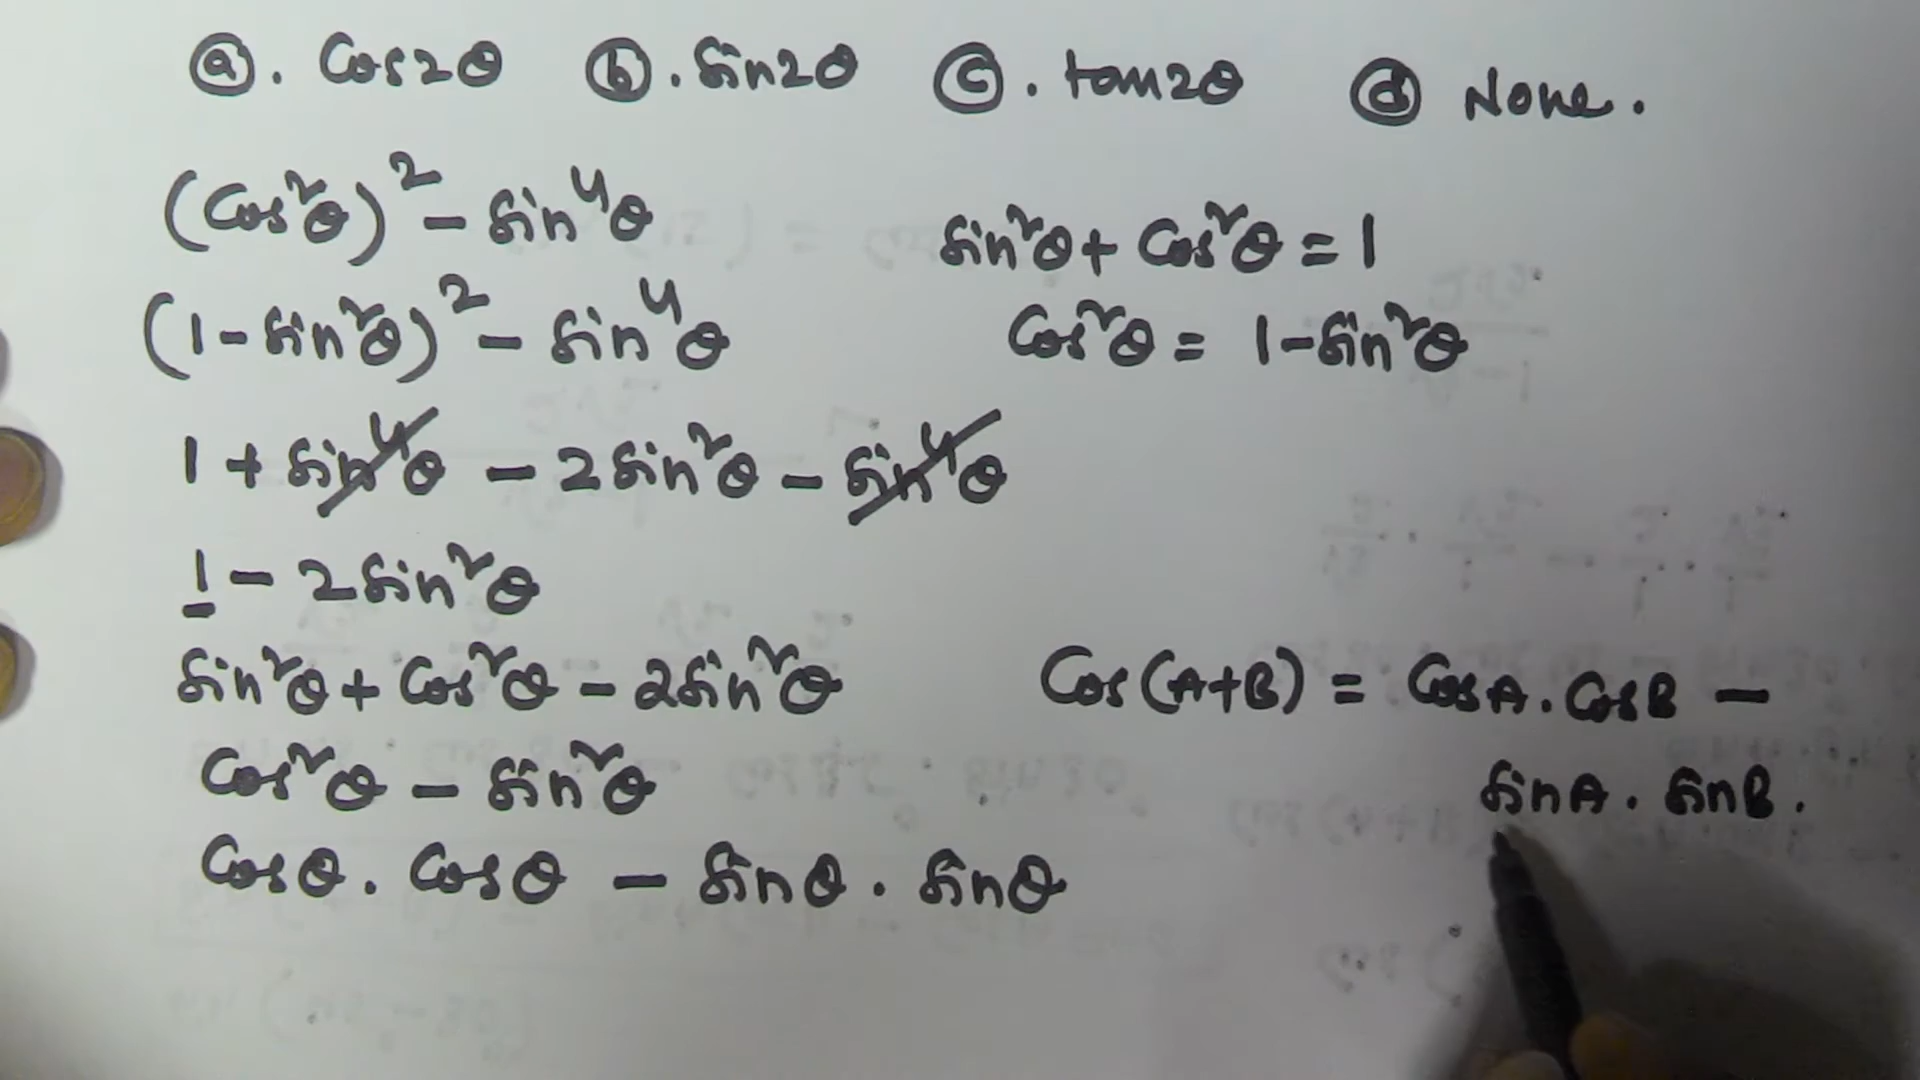 ⓐ. Cos2θ ⓑ. Sin2θ ⓒ. tan2θ ⓓ None.
(Cos²θ)² - Sin⁴θ
Sin²θ + Cos²θ = 1
(1-Sin²θ)² - Sin⁴θ
Cos²θ = 1-Sin²θ
1 + Sin⁴θ - 2Sin²θ - Sin⁴θ
1 - 2Sin²θ
Sin²θ + Cos²θ - 2Sin²θ
Cos(A+B) = CosA. CosB -
SinA. SinB.
Cos²θ - Sin²θ
Cosθ. Cosθ - Sinθ. Sinθ